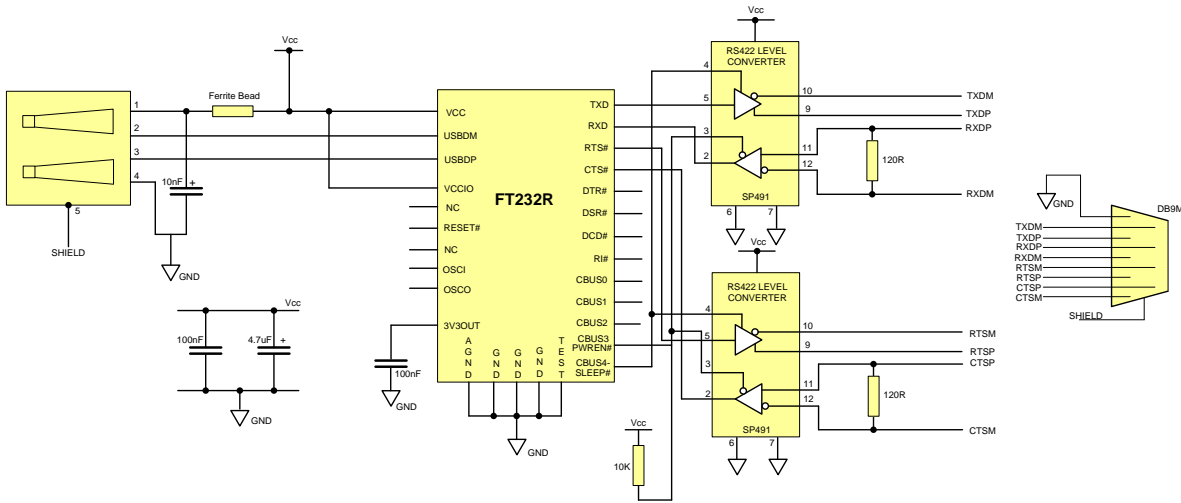 Vcc
Ferrite Bead
1
2
3
4
5
SHIELD
10nF +
GND
Vcc
100nF
4.7uF +
GND
FT232R
VCC
USBDM
USBDP
VCCIO
NC
RESET#
NC
OSCI
OSCO
3V3OUT
100nF
GND
AGND
GND
GND
GND
TEST
GND
TXD
RXD
RTS#
CTS#
DTR#
DSR#
DCD#
RI#
CBUS0
CBUS1
CBUS2
CBUS3
PWREN#
CBUS4-
SLEEP#
Vcc
10K
Vcc
RS422 LEVEL
CONVERTER
4
5
3
2
10
9
11
12
SP491
6
7
TXDM
TXDP
RXDP
120R
RXDM
Vcc
RS422 LEVEL
CONVERTER
4
5
3
2
10
9
11
12
SP491
6
7
RTSM
RTSP
CTSP
120R
CTSM
GND
DB9M
TXDM
TXDP
RXDP
RXDM
RTSM
RTSP
CTSP
CTSM
SHIELD